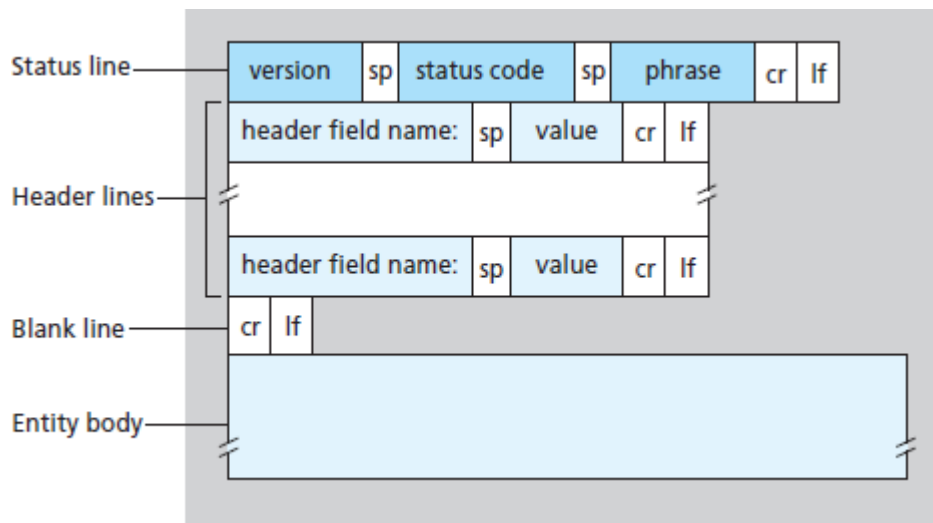 Status line
version sp status code sp phrase cr lf
header field name: sp value cr lf
Header lines
header field name: sp value cr lf
Blank line
cr lf
Entity body